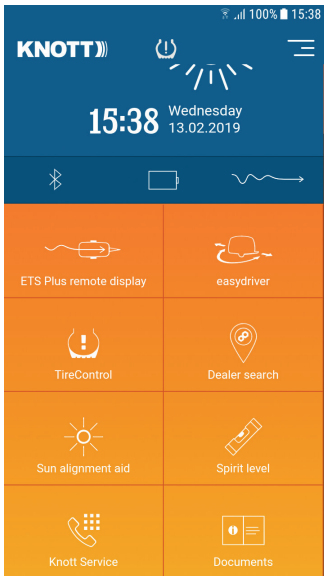 100% 15:38
KNOTT
15:38
Wednesday
13.02.2019
ETS Plus remote display
easydriver
TireControl
Dealer search
Sun alignment aid
Spirit level
Knott Service
Documents